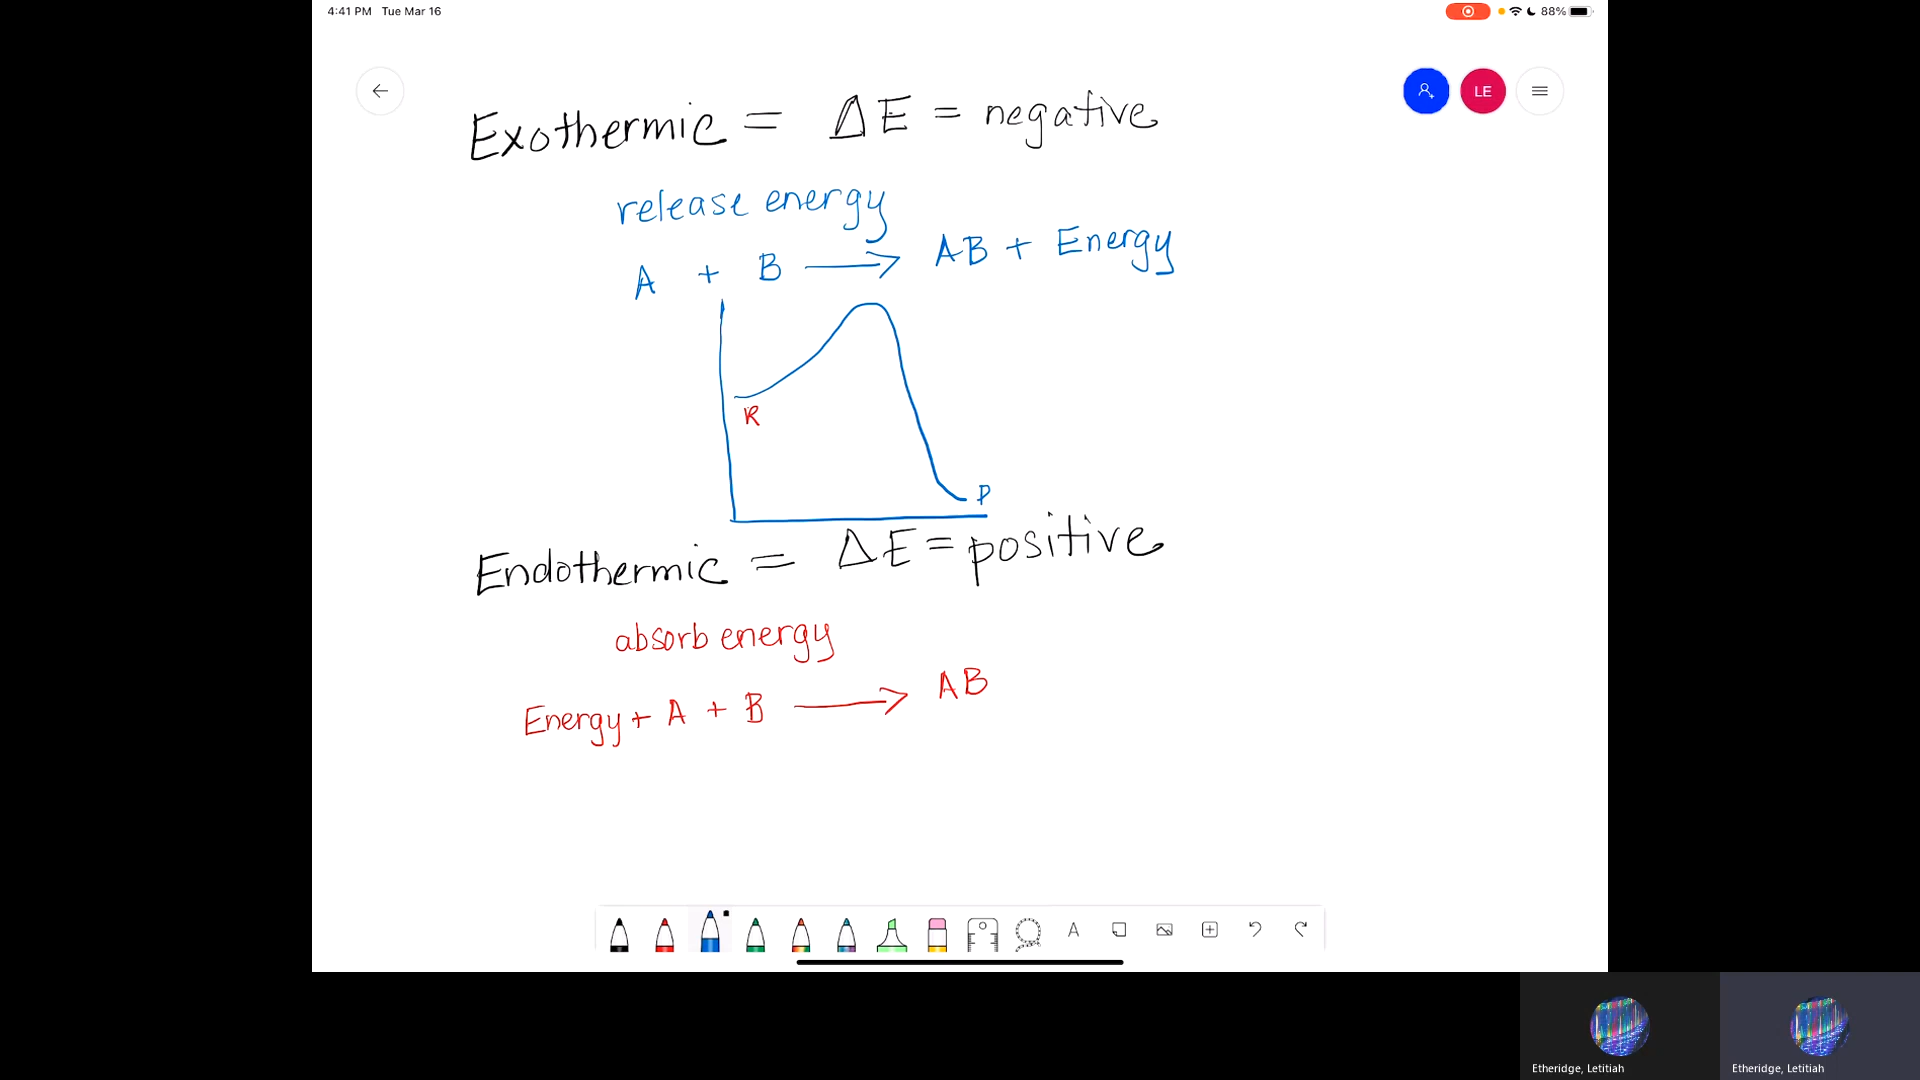 4:41 PM Tue Mar 16
88%
LE
Exothermic = ΔE = negative
release energy
A + B ⟶ AB + Energy
R
P
Endothermic = ΔE = positive
absorb energy
Energy + A + B ⟶ AB
A
Etheridge, Letitiah
Etheridge, Letitiah